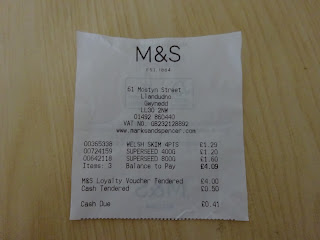 M&S
EST. 1884
61 Mostyn Street
Llandudno
Gwynedd
LL30 2NW
01492 860440
VAT NO. GB232128892
www.marksandspencer.com
00365338 WELSH SKIM 4PTS £1.29
00724159 SUPERSEED 400G £1.20
00642118 SUPERSEED 800G £1.60
Items: 3 Balance to Pay £4.09
M&S Loyalty Voucher Tendered £4.00
Cash Tendered £0.50
Cash Due £0.41